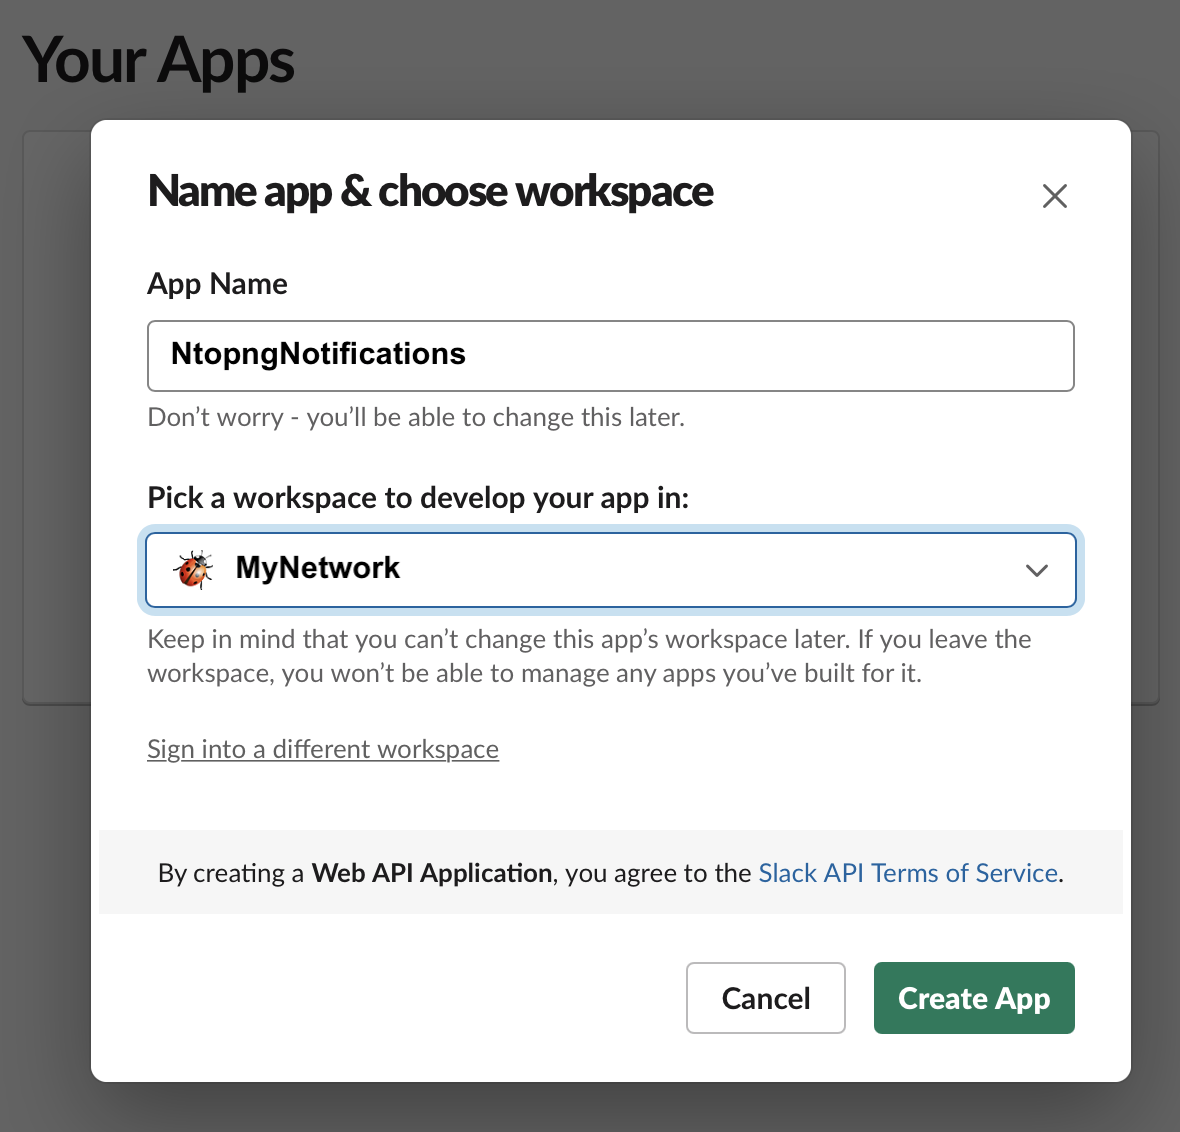 Your Apps
Name app & choose workspace
App Name
NtopngNotifications
Don’t worry - you’ll be able to change this later.
Pick a workspace to develop your app in:
MyNetwork
Keep in mind that you can’t change this app’s workspace later. If you leave the
workspace, you won’t be able to manage any apps you’ve built for it.
Sign into a different workspace
By creating a Web API Application, you agree to the Slack API Terms of Service.
Cancel
Create App